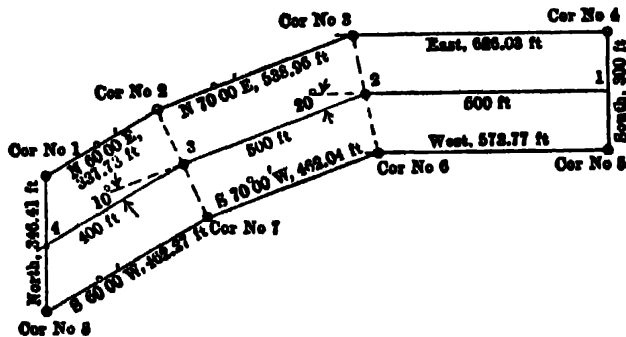 Cor No 3
Cor No 4
East, 626.03 ft
Cor No 2
N 70°00′ E, 538.96 ft
20°
2
1
South, 300 ft
600 ft
Cor No 1
N 60°00′ E,
337.73 ft
3
500 ft
West, 573.77 ft
Cor No 6
Cor No 5
10°
S 70°00′ W, 462.04 ft
4
400 ft
North, 346.41 ft
Cor No 7
S 60°00′ W, 462.27 ft
Cor No 8